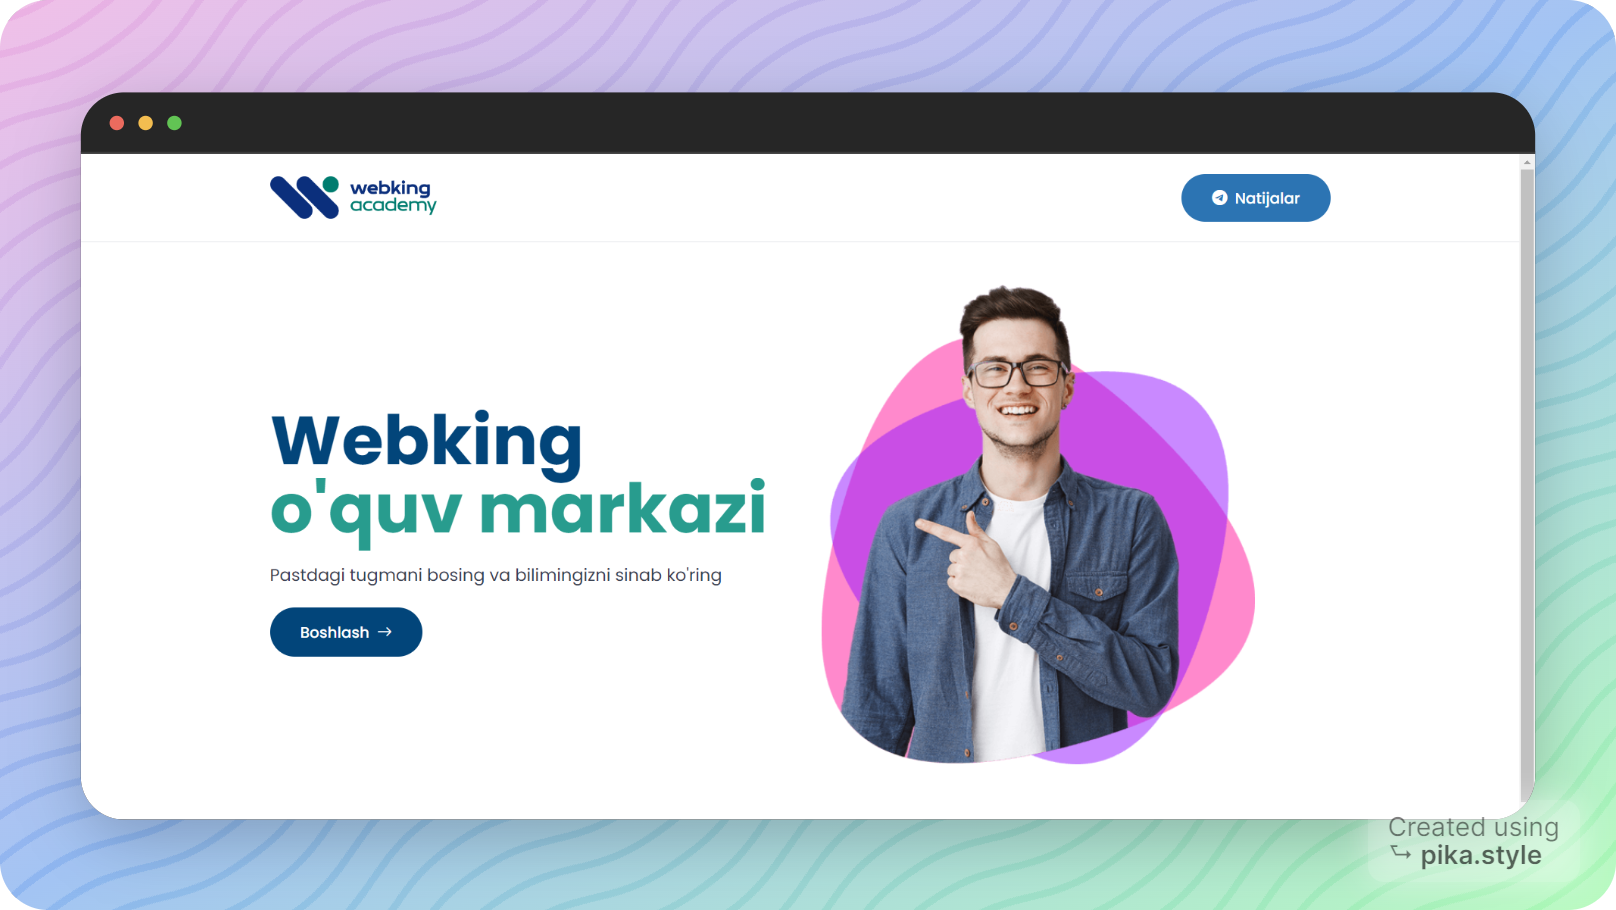 webking
academy
Natijalar
Webking
o'quv markazi
Pastdagi tugmani bosing va bilimingizni sinab ko'ring
Boshlash →
Created using
pika.style